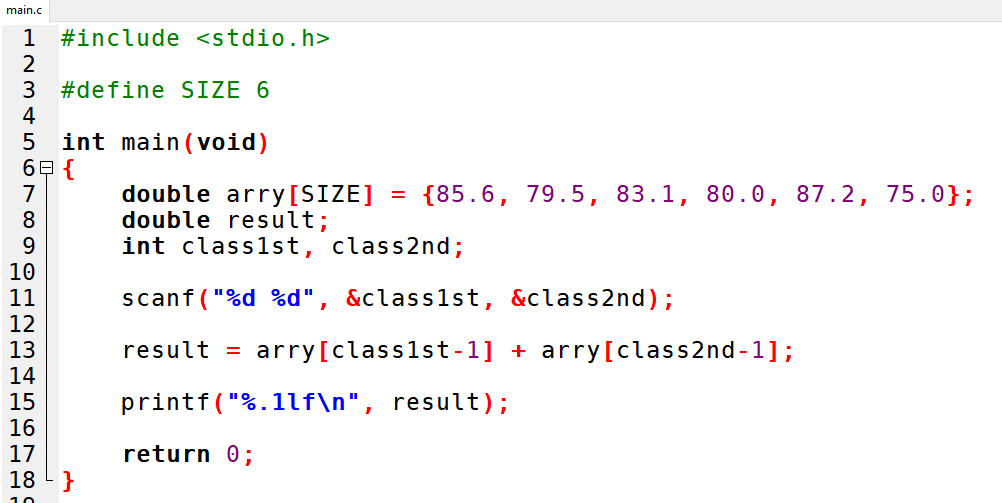 main.c
1 #include <stdio.h>
2
3 #define SIZE 6
4
5 int main(void)
6 {
7     double arry[SIZE] = {85.6, 79.5, 83.1, 80.0, 87.2, 75.0};
8     double result;
9     int class1st, class2nd;
10
11     scanf("%d %d", &class1st, &class2nd);
12
13     result = arry[class1st-1] + arry[class2nd-1];
14
15     printf("%.1lf\n", result);
16
17     return 0;
18 }
19